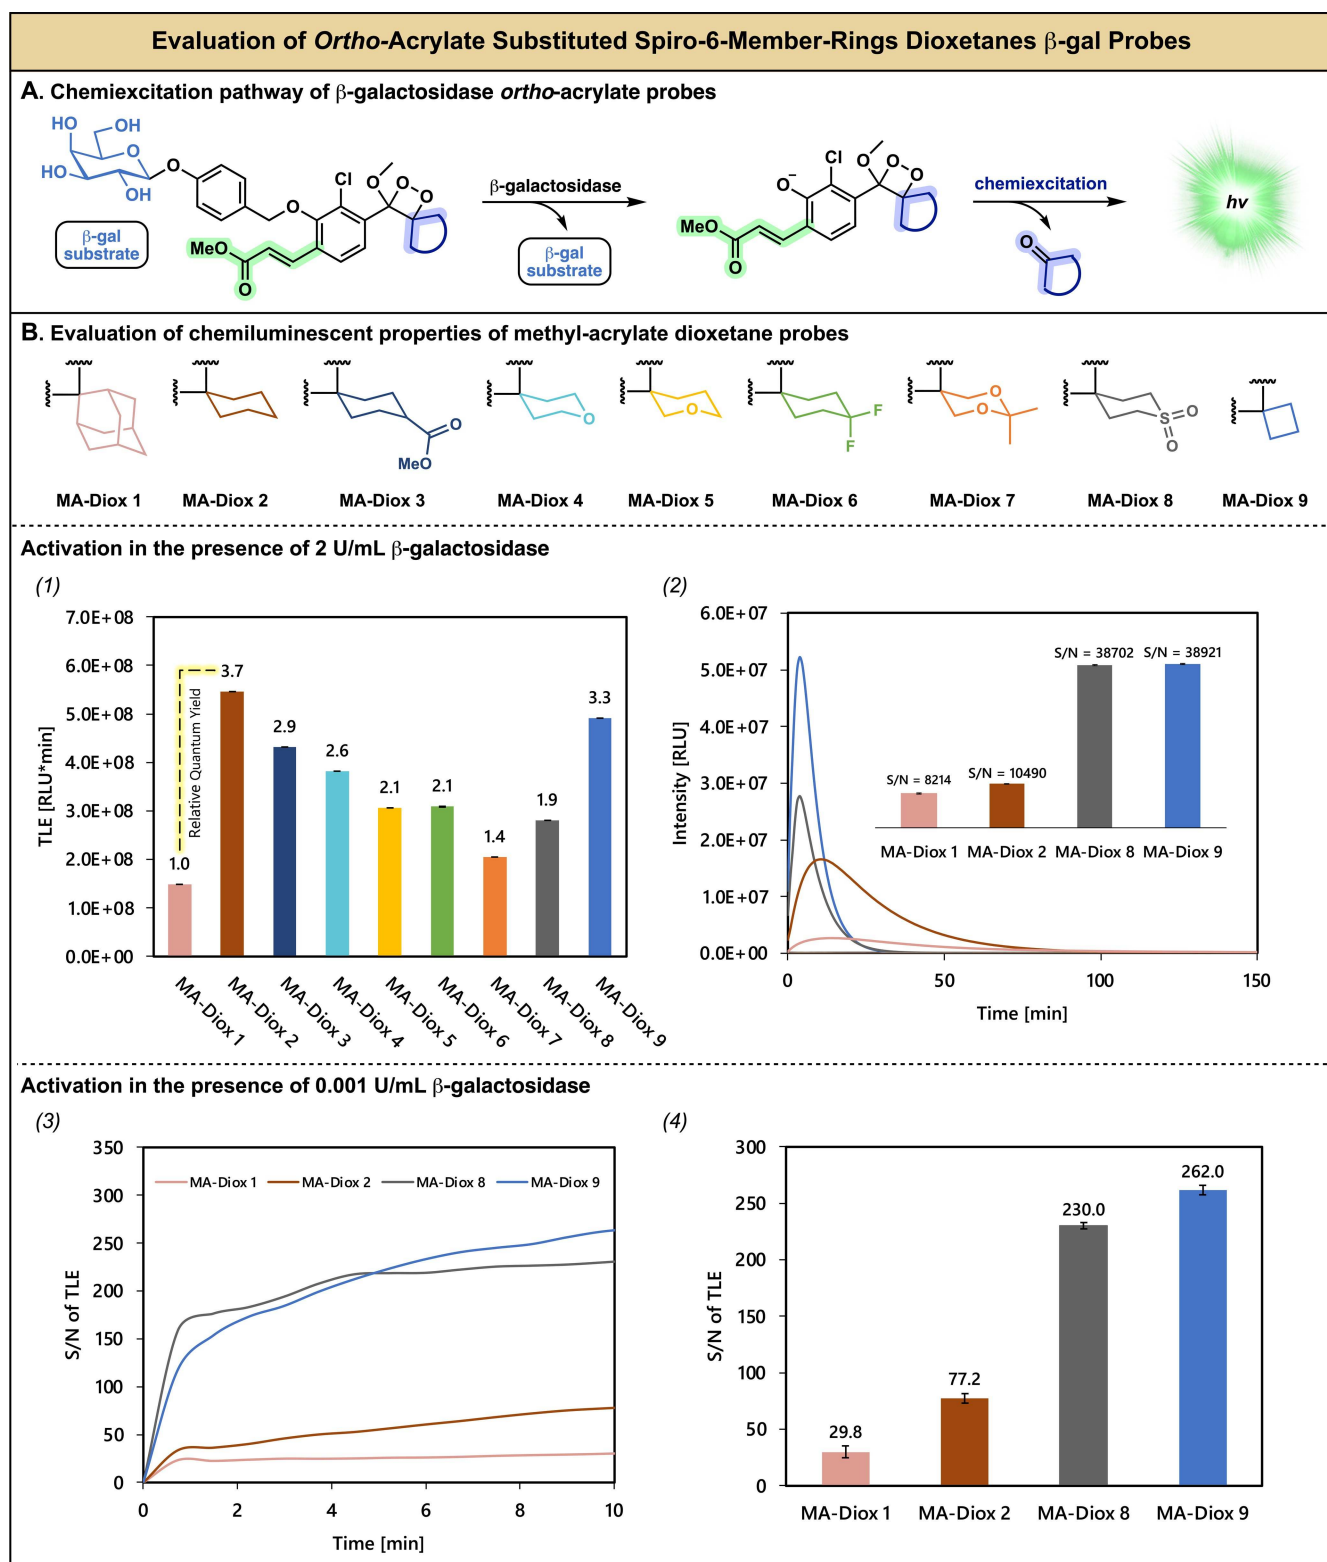 Evaluation of Ortho-Acrylate Substituted Spiro-6-Member-Rings Dioxetanes β-gal Probes
A. Chemiexcitation pathway of β-galactosidase ortho-acrylate probes
HO
OH
O
HO
OH
O
β-gal
substrate
O
Cl
O
O
O
MeO
O
β-galactosidase
β-gal
substrate
O⁻
Cl
O
O
O
MeO
O
chemiexcitation
O
hv
B. Evaluation of chemiluminescent properties of methyl-acrylate dioxetane probes
O
MeO
O
O
F
F
O
O
S
O
O
MA-Diox 1
MA-Diox 2
MA-Diox 3
MA-Diox 4
MA-Diox 5
MA-Diox 6
MA-Diox 7
MA-Diox 8
MA-Diox 9
Activation in the presence of 2 U/mL β-galactosidase
(1)
TLE [RLU*min]
7.0E+08
6.0E+08
5.0E+08
4.0E+08
3.0E+08
2.0E+08
1.0E+08
0.0E+00
Relative Quantum Yield
1.0
3.7
2.9
2.6
2.1
2.1
1.4
1.9
3.3
MA-Diox 1
MA-Diox 2
MA-Diox 3
MA-Diox 4
MA-Diox 5
MA-Diox 6
MA-Diox 7
MA-Diox 8
MA-Diox 9
(2)
Intensity [RLU]
6.0E+07
5.0E+07
4.0E+07
3.0E+07
2.0E+07
1.0E+07
0.0E+00
S/N = 8214
S/N = 10490
S/N = 38702
S/N = 38921
MA-Diox 1
MA-Diox 2
MA-Diox 8
MA-Diox 9
0
50
100
150
Time [min]
Activation in the presence of 0.001 U/mL β-galactosidase
(3)
S/N of TLE
350
300
250
200
150
100
50
0
MA-Diox 1
MA-Diox 2
MA-Diox 8
MA-Diox 9
0
2
4
6
8
10
Time [min]
(4)
S/N of TLE
300
250
200
150
100
50
0
29.8
77.2
230.0
262.0
MA-Diox 1
MA-Diox 2
MA-Diox 8
MA-Diox 9